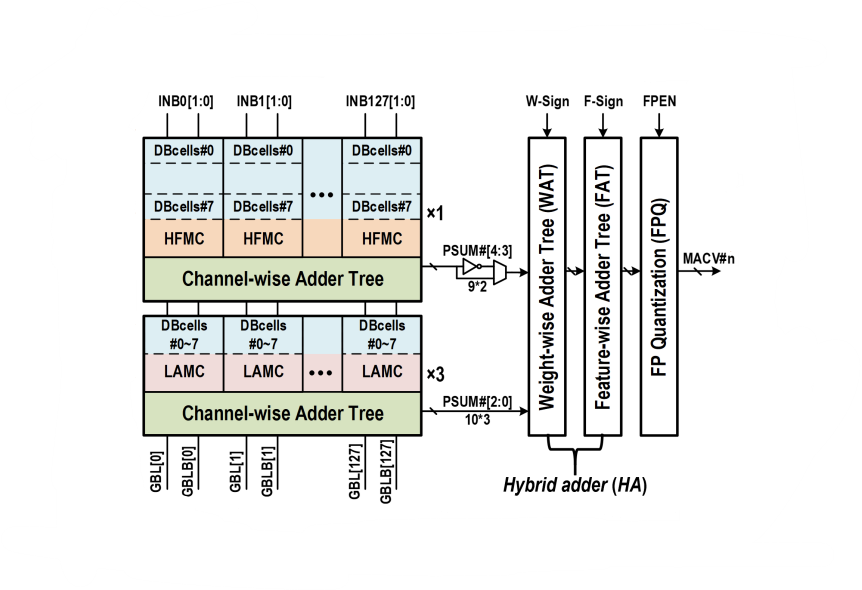 INB0[1:0] INB1[1:0] INB127[1:0] W-Sign F-Sign FPEN
DBcells#0 DBcells#0 DBcells#0
DBcells#7 DBcells#7 ••• DBcells#7 ×1
HFMC HFMC HFMC
Channel-wise Adder Tree
PSUM#[4:3]
9*2
DBcells #0~7 DBcells #0~7 DBcells #0~7
LAMC LAMC ••• LAMC ×3
Channel-wise Adder Tree
PSUM#[2:0]
10*3
Weight-wise Adder Tree (WAT)
Feature-wise Adder Tree (FAT)
FP Quantization (FPQ)
MACV#n
GBL[0] GBLB[0] GBL[1] GBLB[1] GBL[127] GBLB[127]
Hybrid adder (HA)